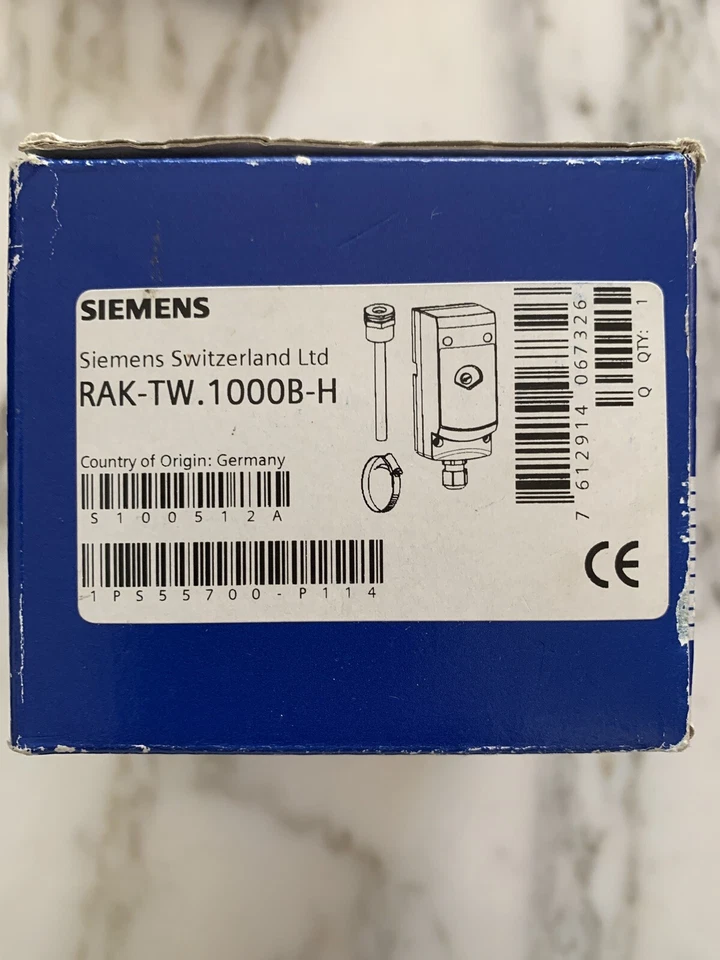 SIEMENS
Siemens Switzerland Ltd
RAK-TW.1000B-H
Country of Origin: Germany
S100512A
1PS55700-P114
7 612914 067326
Q QTY: 1
CE